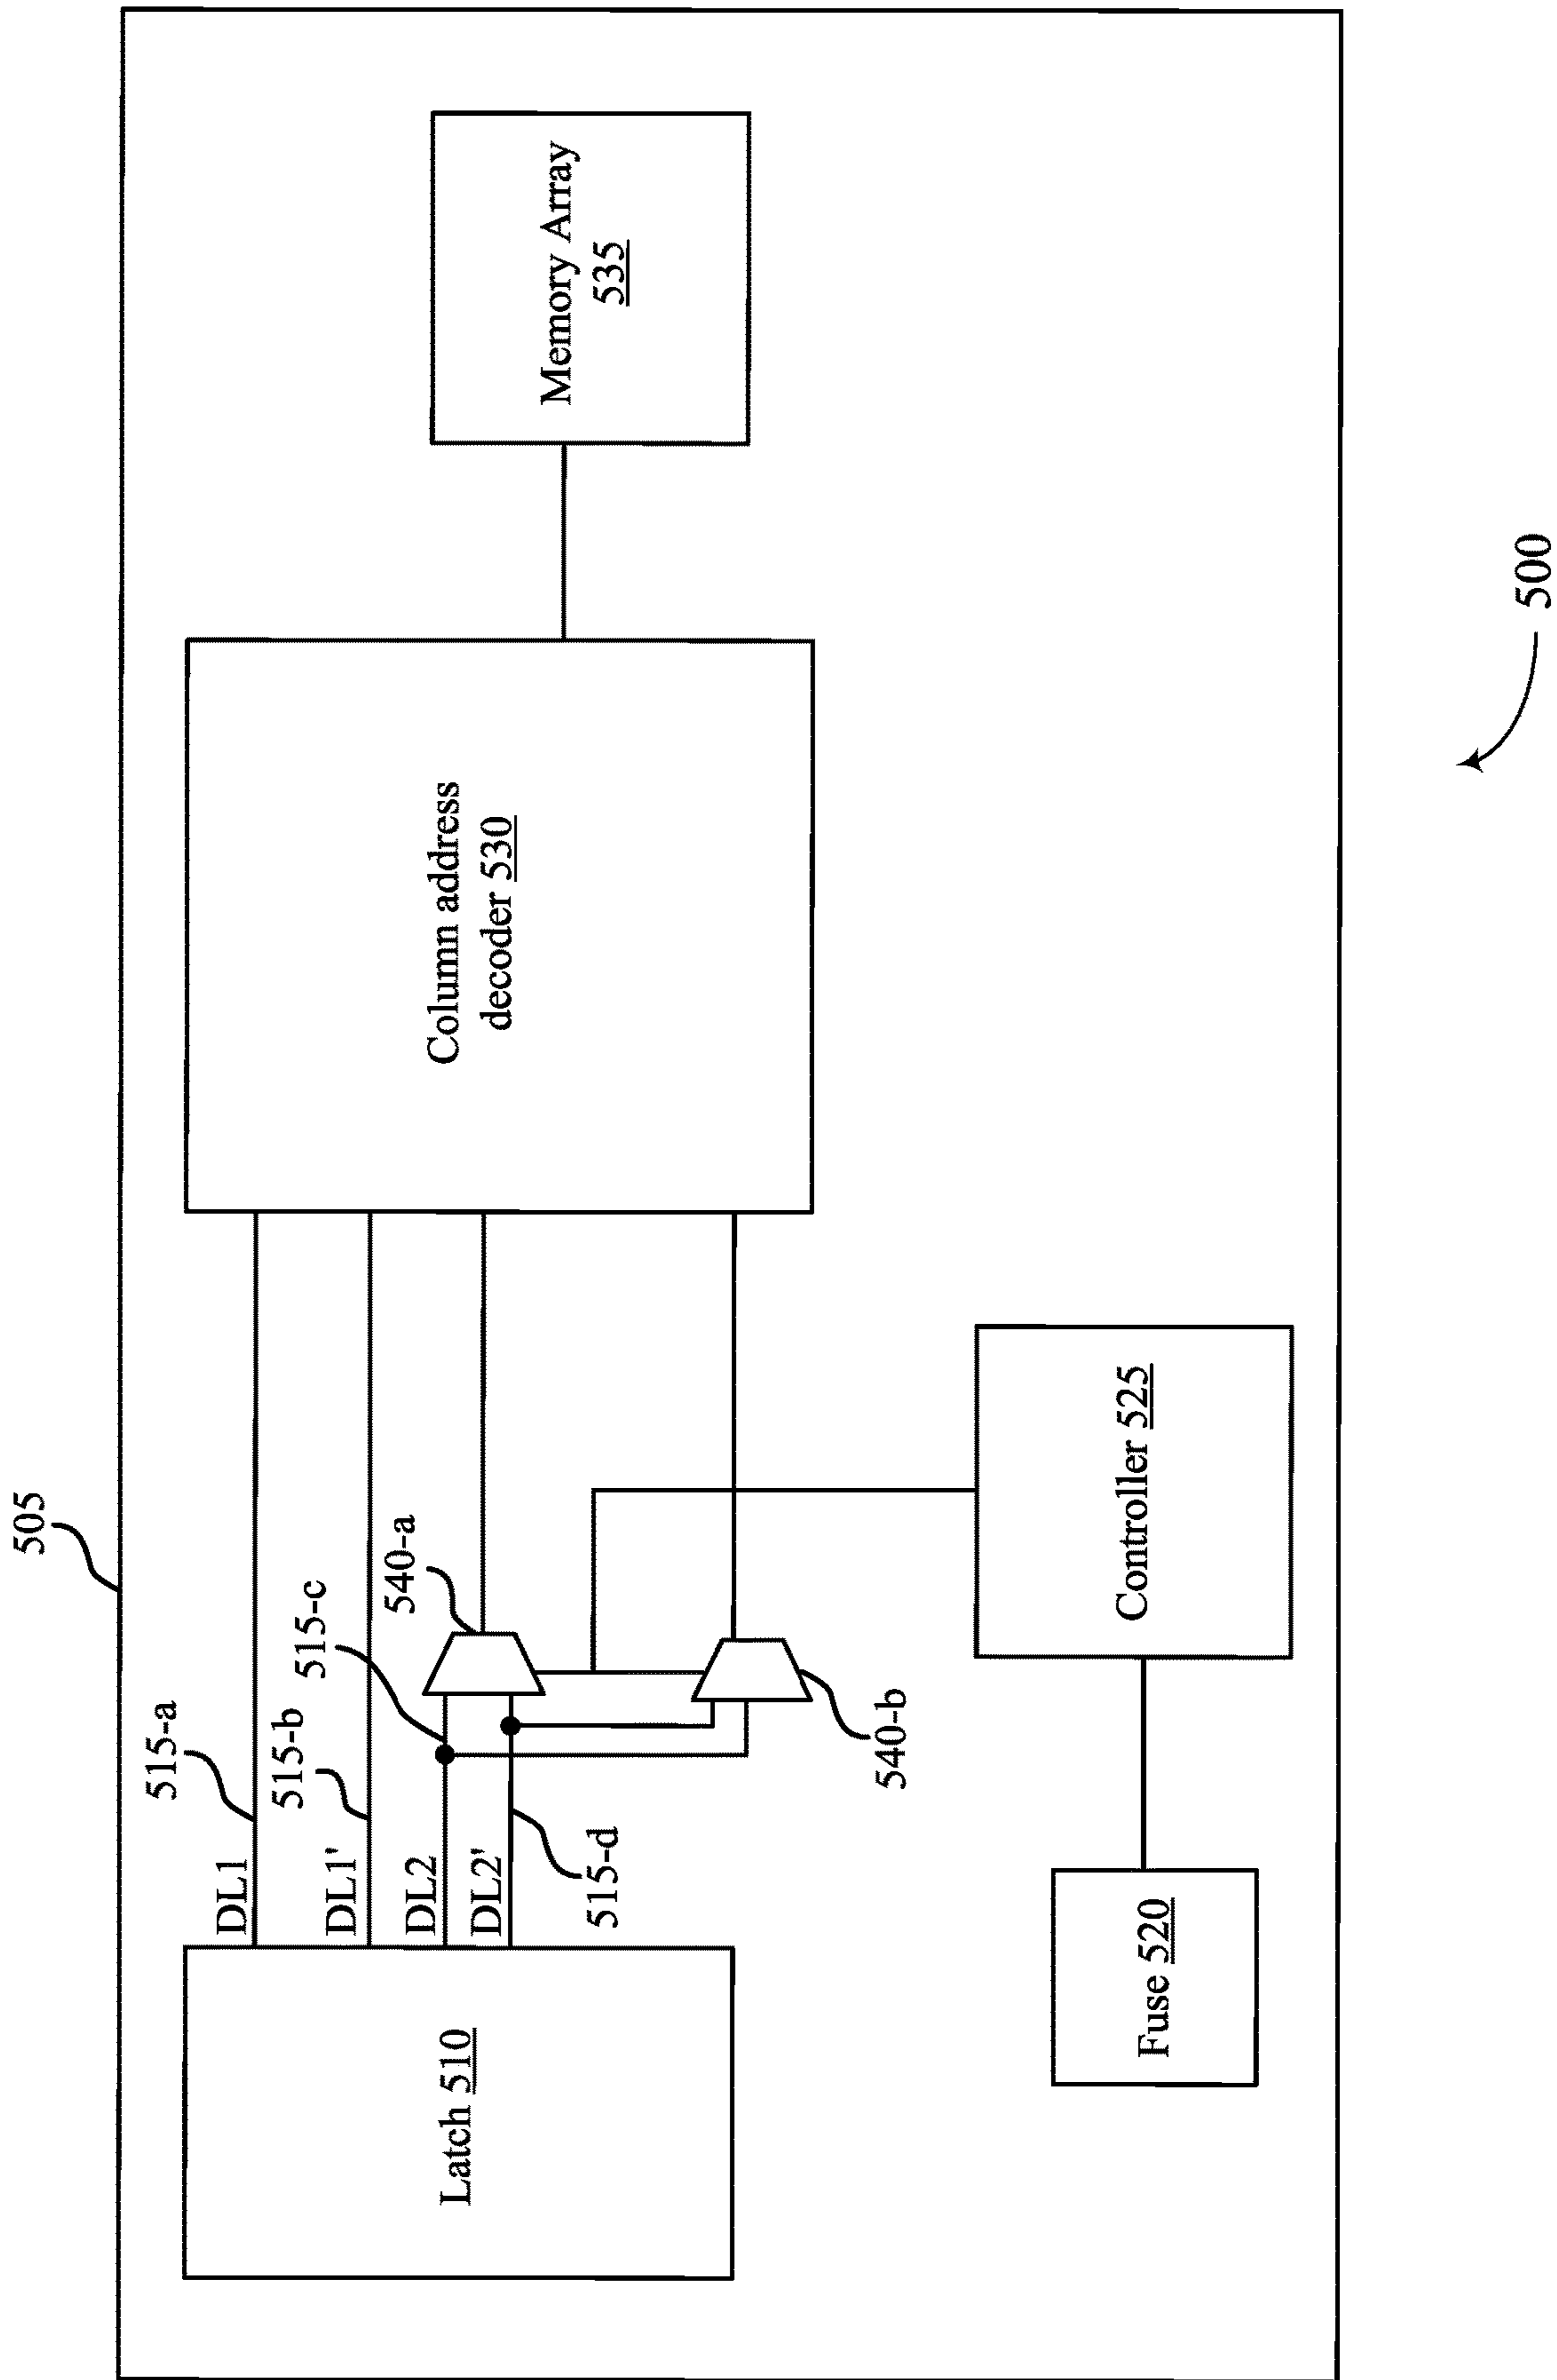 505
DL1
515-a
DL1'
515-b
DL2
515-c
540-a
DL2'
515-d
540-b
Latch 510
Column address
decoder 530
Memory Array
535
Fuse 520
Controller 525
500